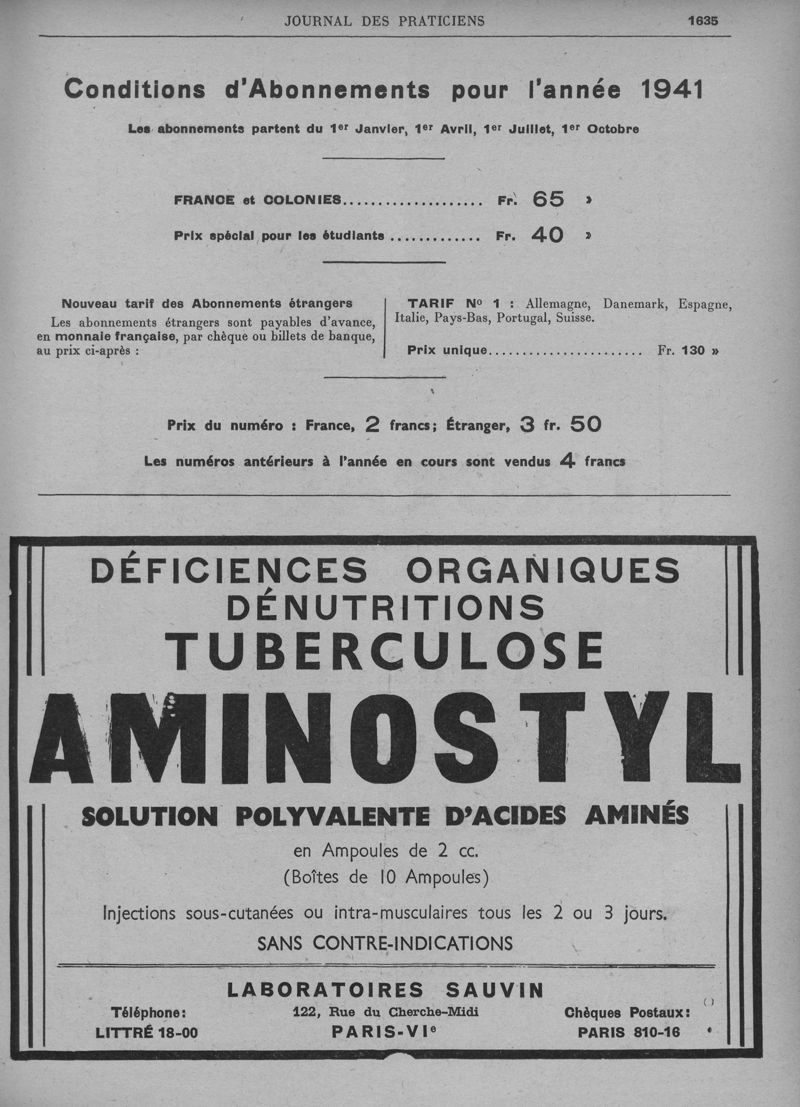 JOURNAL DES PRATICIENS 1635
Conditions d'Abonnements pour l'année 1941
Les abonnements partent du 1er Janvier, 1er Avril, 1er Juillet, 1er Octobre
FRANCE et COLONIES.................... Fr. 65 »
Prix spécial pour les étudiants ............. Fr. 40 »
Nouveau tarif des Abonnements étrangers
Les abonnements étrangers sont payables d'avance,
en monnaie française, par chèque ou billets de banque,
au prix ci-après :
TARIF No 1 : Allemagne, Danemark, Espagne,
Italie, Pays-Bas, Portugal, Suisse.
Prix unique....................... Fr. 130 »
Prix du numéro : France, 2 francs; Étranger, 3 fr. 50
Les numéros antérieurs à l'année en cours sont vendus 4 francs
DÉFICIENCES ORGANIQUES
DÉNUTRITIONS
TUBERCULOSE
AMINOSTYL
SOLUTION POLYVALENTE D'ACIDES AMINÉS
en Ampoules de 2 cc.
(Boîtes de 10 Ampoules)
Injections sous-cutanées ou intra-musculaires tous les 2 ou 3 jours.
SANS CONTRE-INDICATIONS
LABORATOIRES SAUVIN
Téléphone: 122, Rue du Cherche-Midi Chèques Postaux:
LITTRÉ 18-00 PARIS-VIe PARIS 810-16